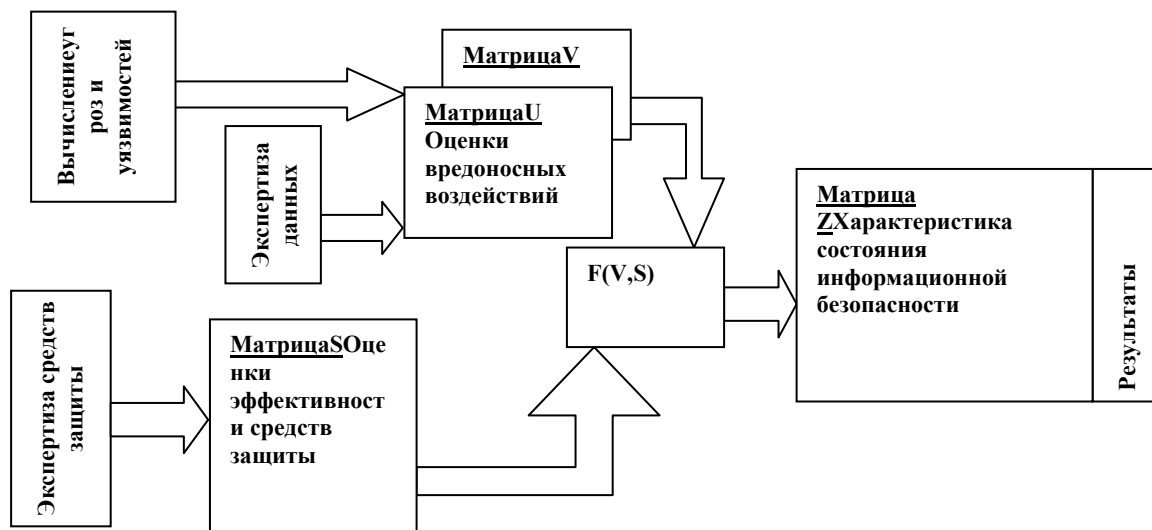 Вычислениеуг
роз и
уязвимостей
МатрицаV
МатрицаU
Оценки
вредоносных
воздействий
Экспертиза
данных
F(V,S)
Матрица
ZХарактеристика
состояния
информационной
безопасности
Результаты
Экспертиза средств
защиты
МатрицаSОце
нки
эффективност
и средств
защиты